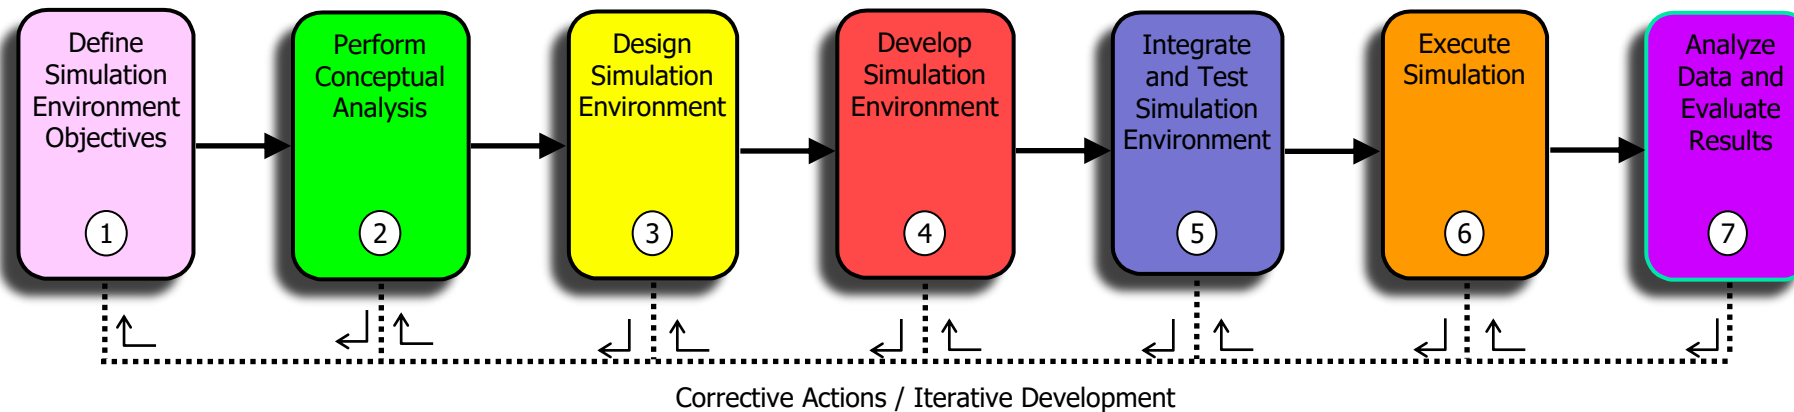 Define
Simulation
Environment
Objectives
1
Perform
Conceptual
Analysis
2
Design
Simulation
Environment
3
Develop
Simulation
Environment
4
Integrate
and Test
Simulation
Environment
5
Execute
Simulation
6
Analyze
Data and
Evaluate
Results
7
Corrective Actions / Iterative Development